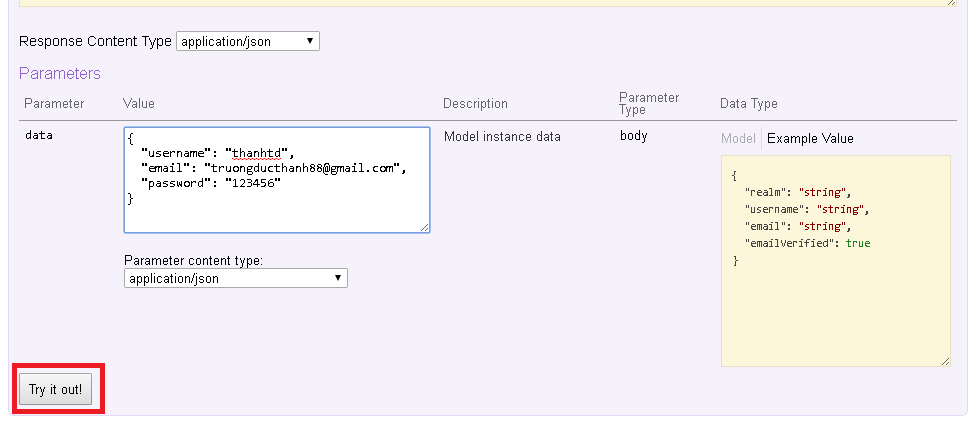 Response Content Type application/json
Parameters
Parameter Value Description Parameter Type Data Type
data
{
"username": "thanhtd",
"email": "truongducthanh88@gmail.com",
"password": "123456"
}
Parameter content type:
application/json
Model instance data
body
Model Example Value
{
"realm": "string",
"username": "string",
"email": "string",
"emailVerified": true
}
Try it out!